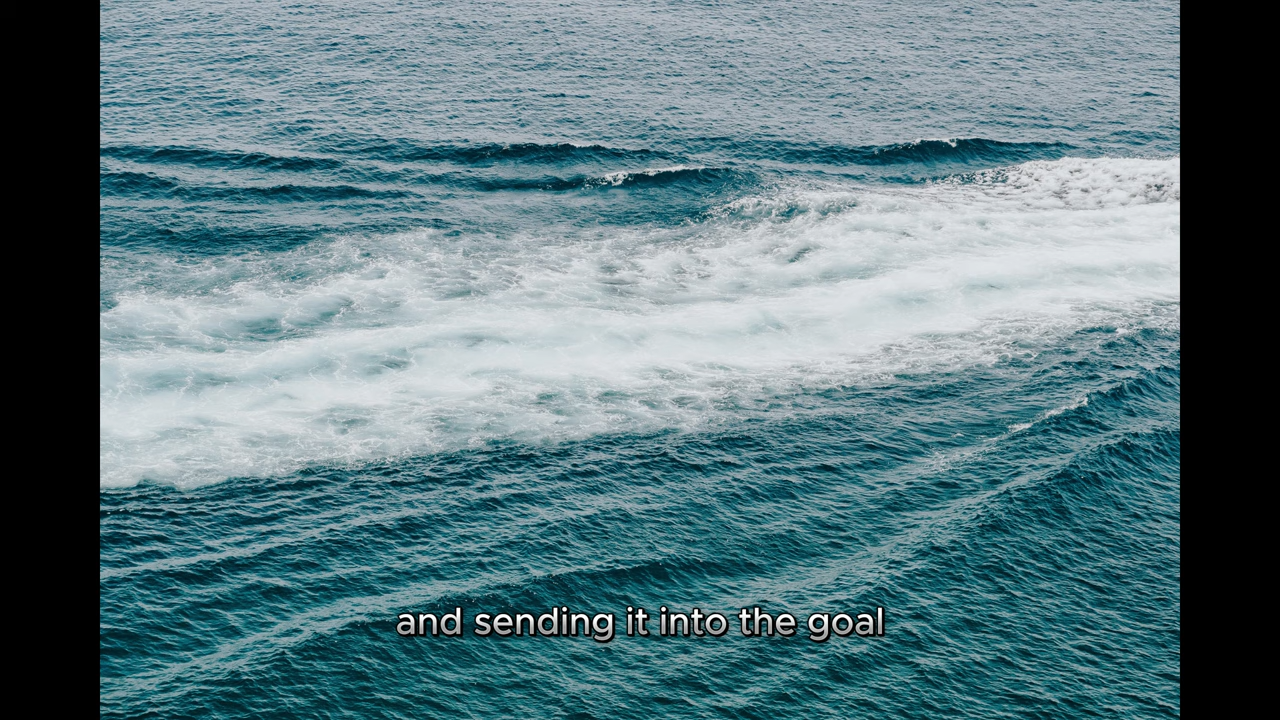 and sending it into the goal